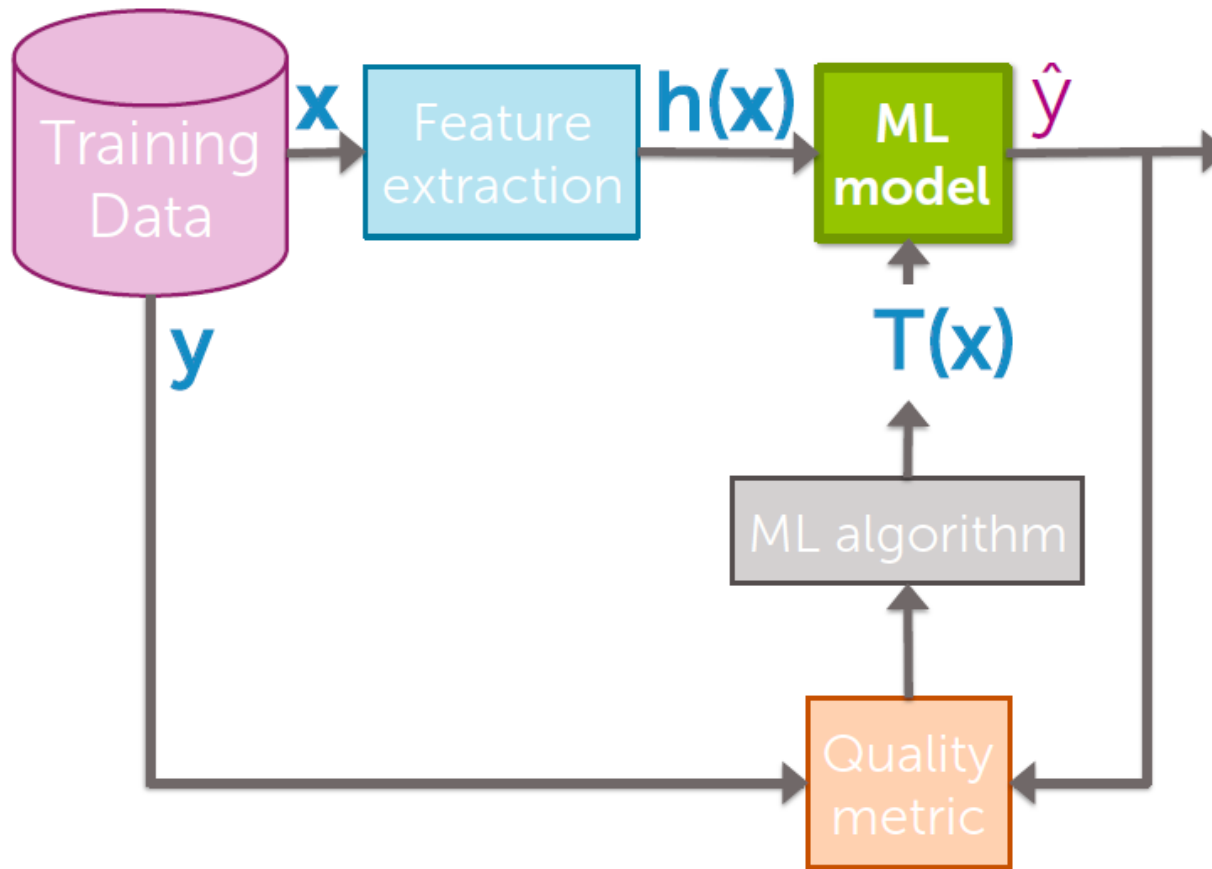 Training
Data
x
Feature
extraction
h(x)
ML
model
ŷ
y
T(x)
ML algorithm
Quality
metric